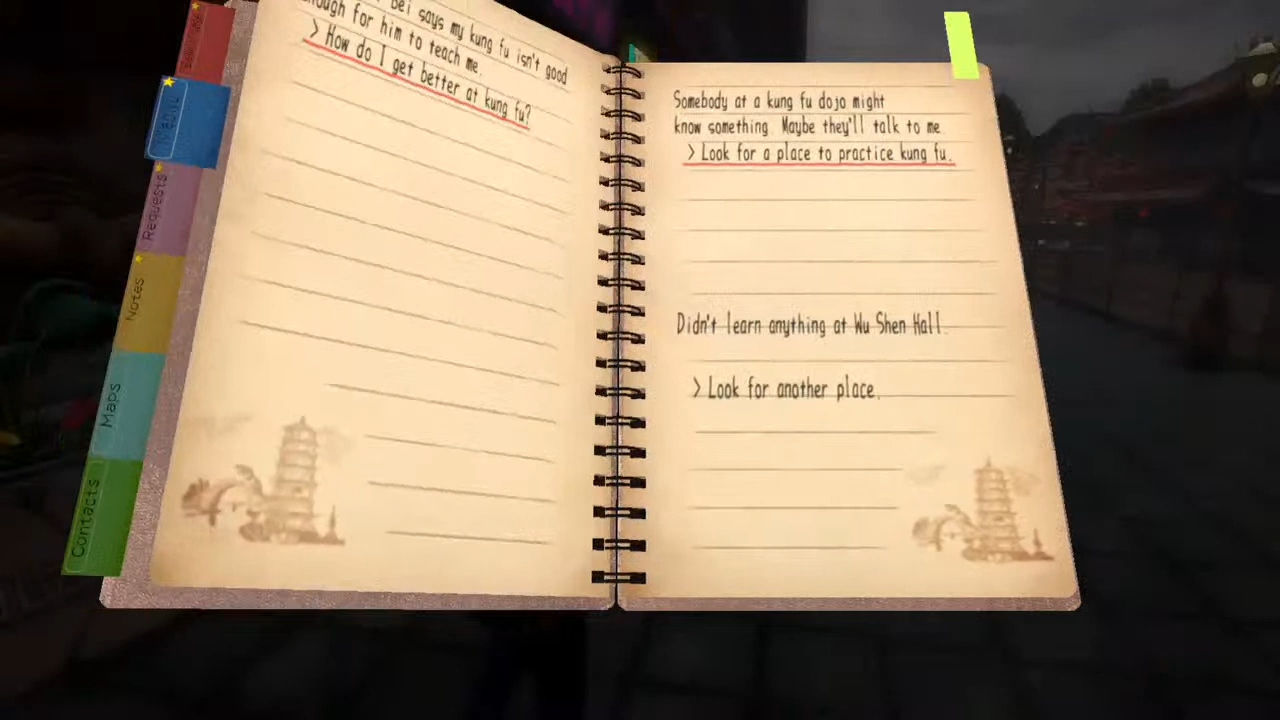 Bei says my kung fu isn't good
enough for him to teach me.
> How do I get better at kung fu?
Somebody at a kung fu dojo might
know something. Maybe they'll talk to me.
> Look for a place to practice kung fu.
Didn't learn anything at Wu Shen Hall.
> Look for another place.
Requests
Notes
Maps
Contacts